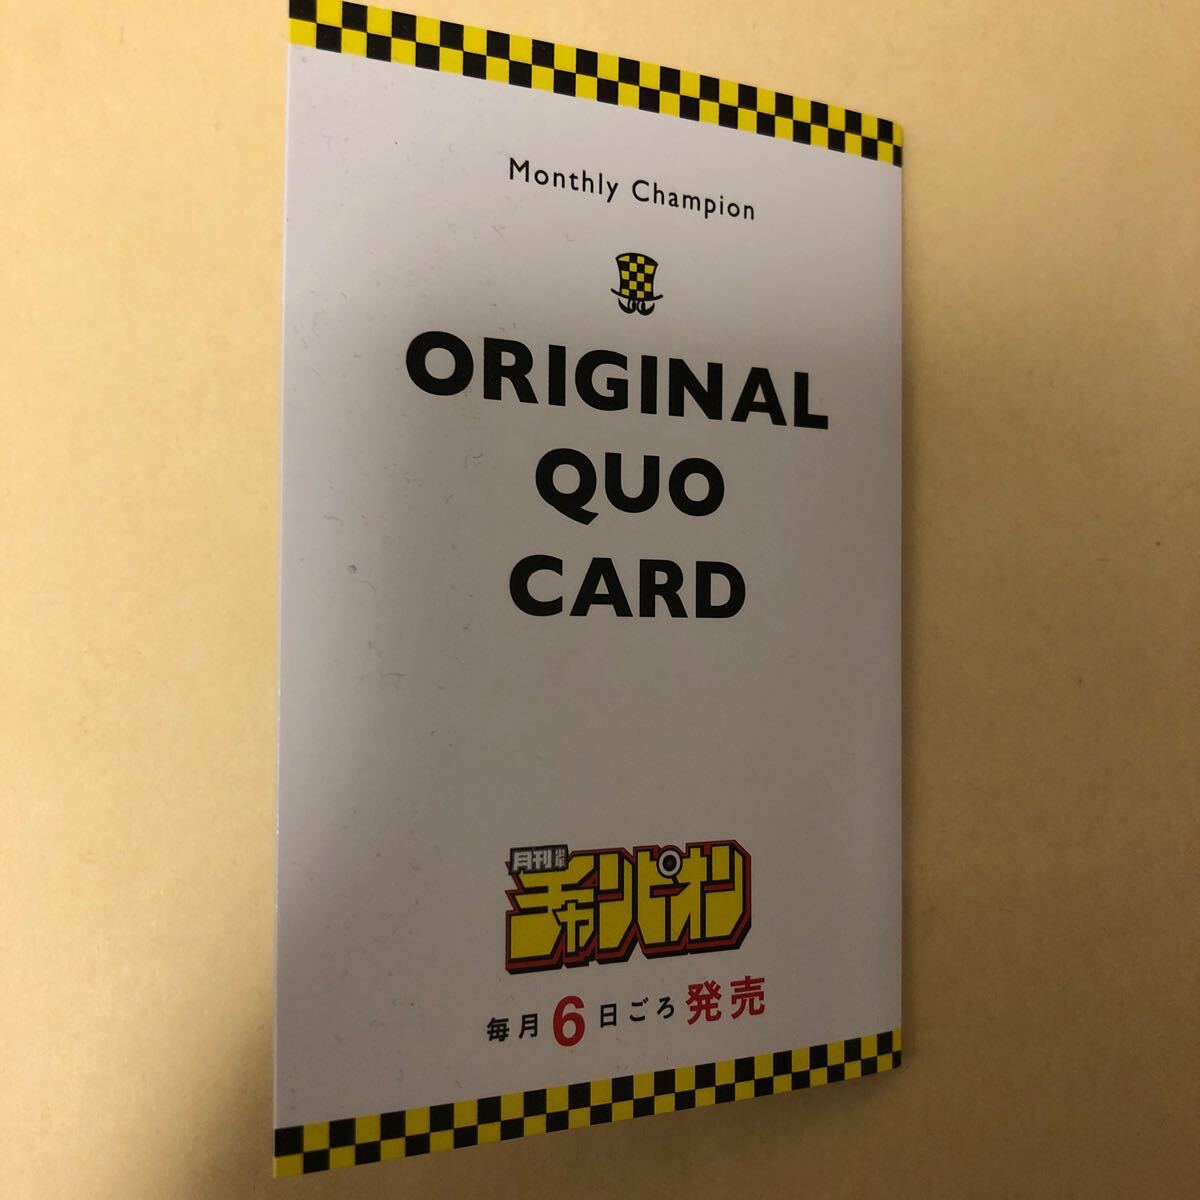 Monthly Champion
ORIGINAL
QUO
CARD
月刊少年
チャンピオン
毎月6日ごろ発売